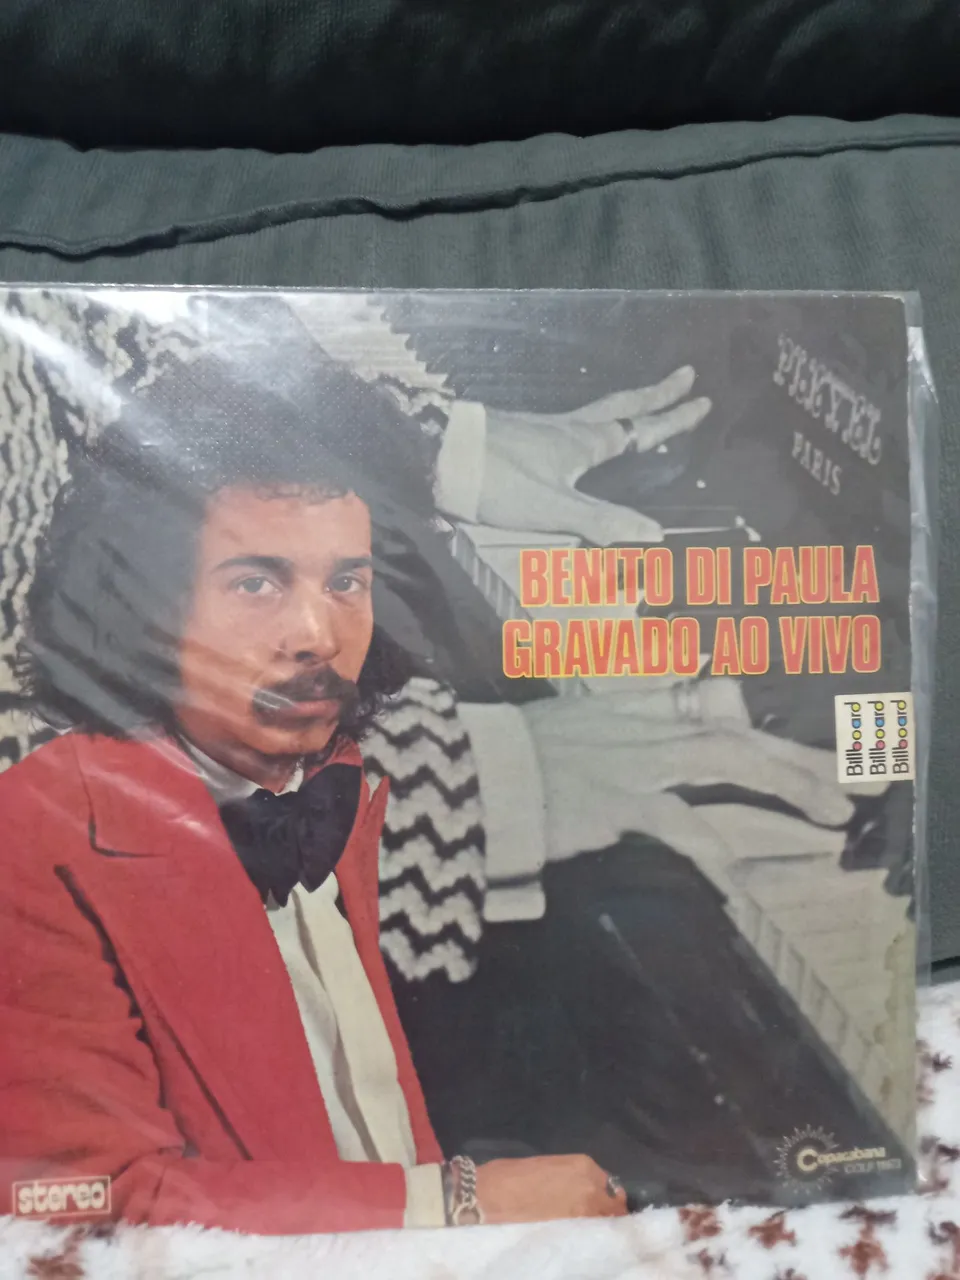 PLEYEL
PARIS
BENITO DI PAULA
GRAVADO AO VIVO
Billboard
Billboard
Billboard
Copacabana
stereo